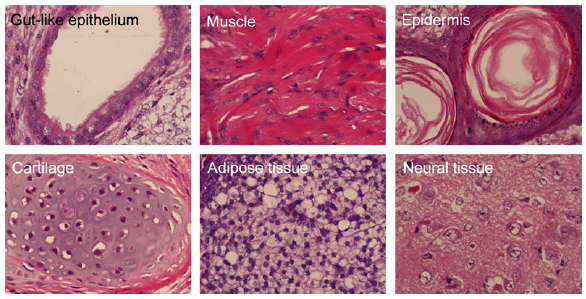 Gut-like epithelium
Muscle
Epidermis
Cartilage
Adipose tissue
Neural tissue